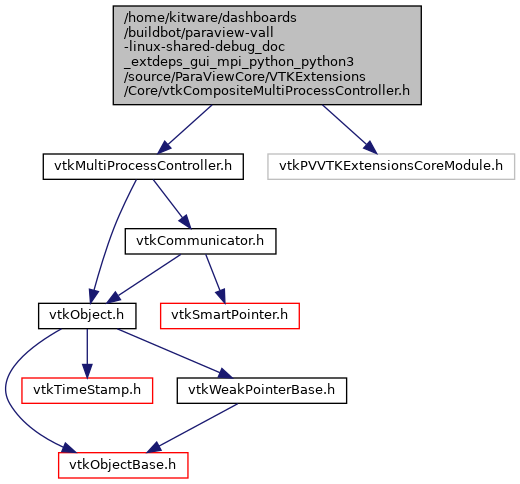 /home/kitware/dashboards
/buildbot/paraview-vall
-linux-shared-debug_doc
_extdeps_gui_mpi_python_python3
/source/ParaViewCore/VTKExtensions
/Core/vtkCompositeMultiProcessController.h
vtkMultiProcessController.h
vtkPVVTKExtensionsCoreModule.h
vtkCommunicator.h
vtkObject.h
vtkSmartPointer.h
vtkTimeStamp.h
vtkWeakPointerBase.h
vtkObjectBase.h